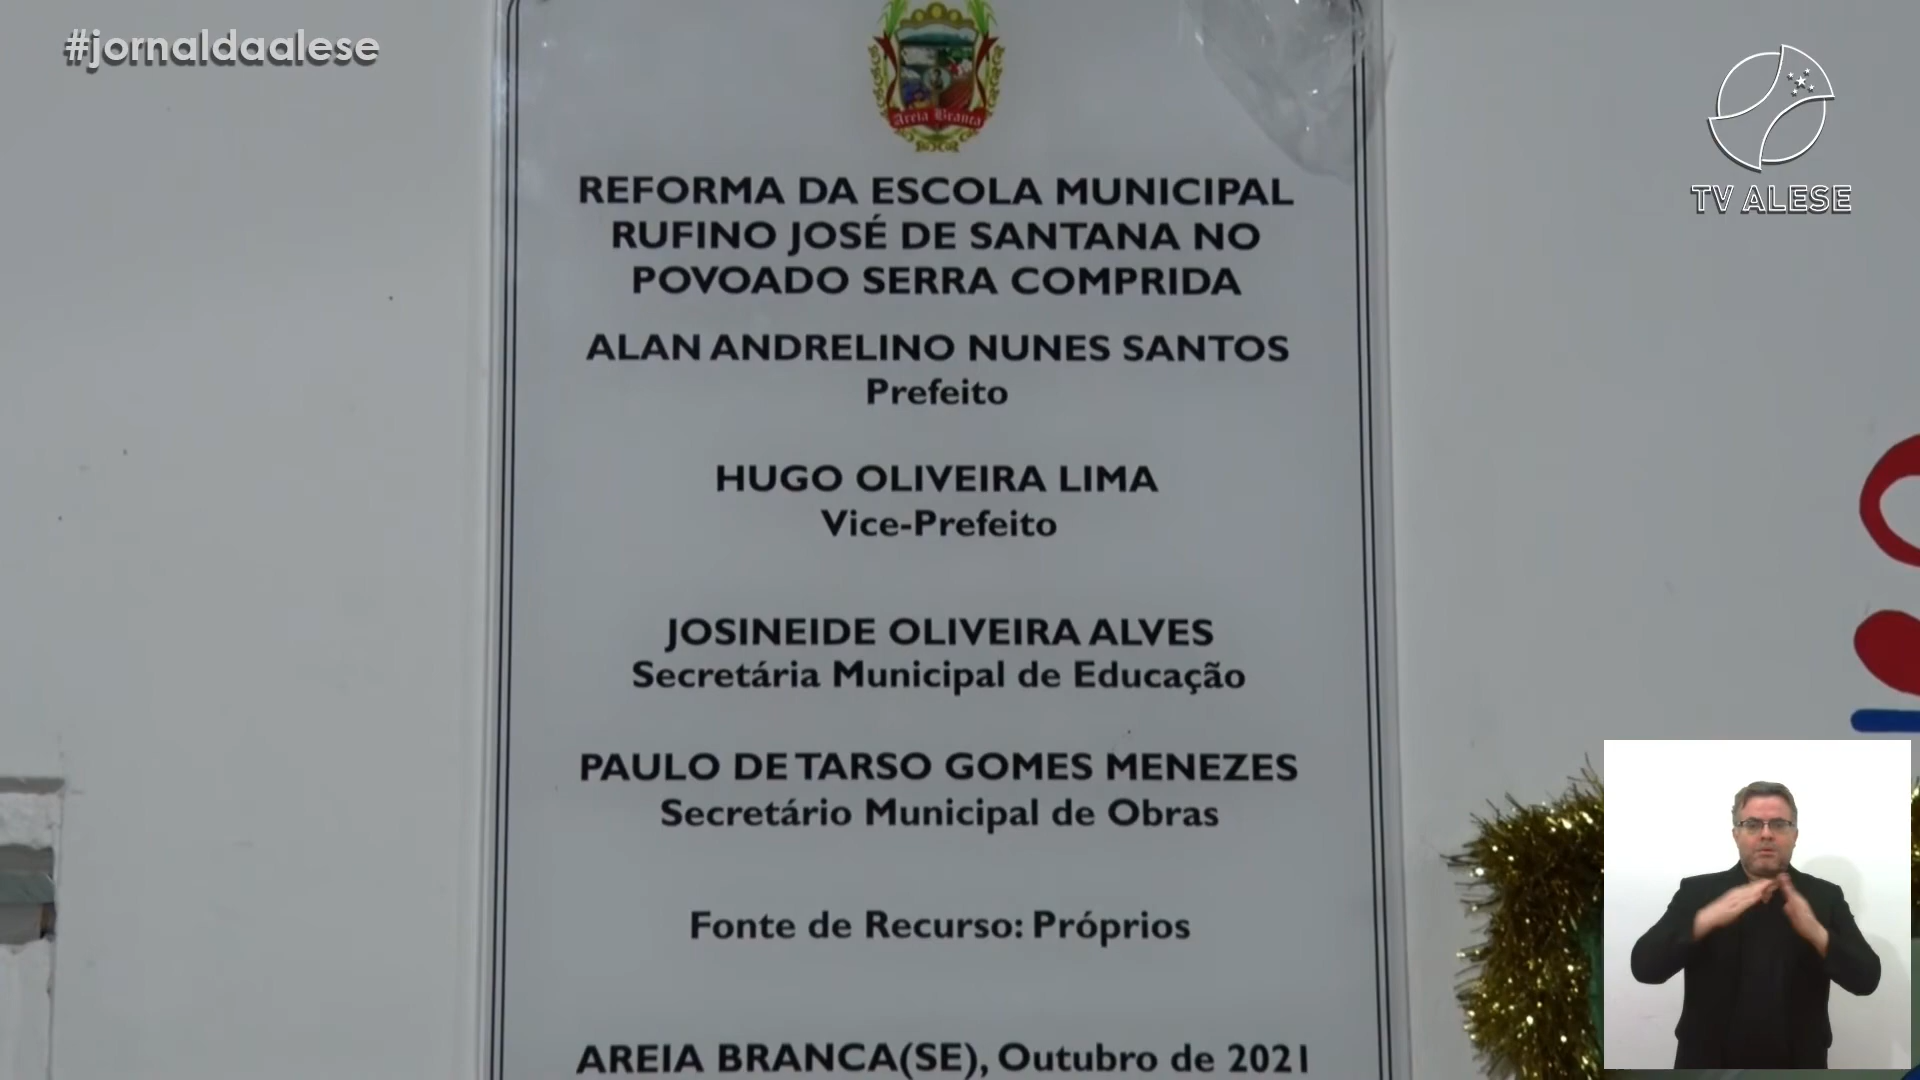 #jornaldaalese
TV ALESE
Areia Branca
REFORMA DA ESCOLA MUNICIPAL
RUFINO JOSÉ DE SANTANA NO
POVOADO SERRA COMPRIDA
ALAN ANDRELINO NUNES SANTOS
Prefeito
HUGO OLIVEIRA LIMA
Vice-Prefeito
JOSINEIDE OLIVEIRA ALVES
Secretária Municipal de Educação
PAULO DE TARSO GOMES MENEZES
Secretário Municipal de Obras
Fonte de Recurso: Próprios
AREIA BRANCA(SE), Outubro de 2021